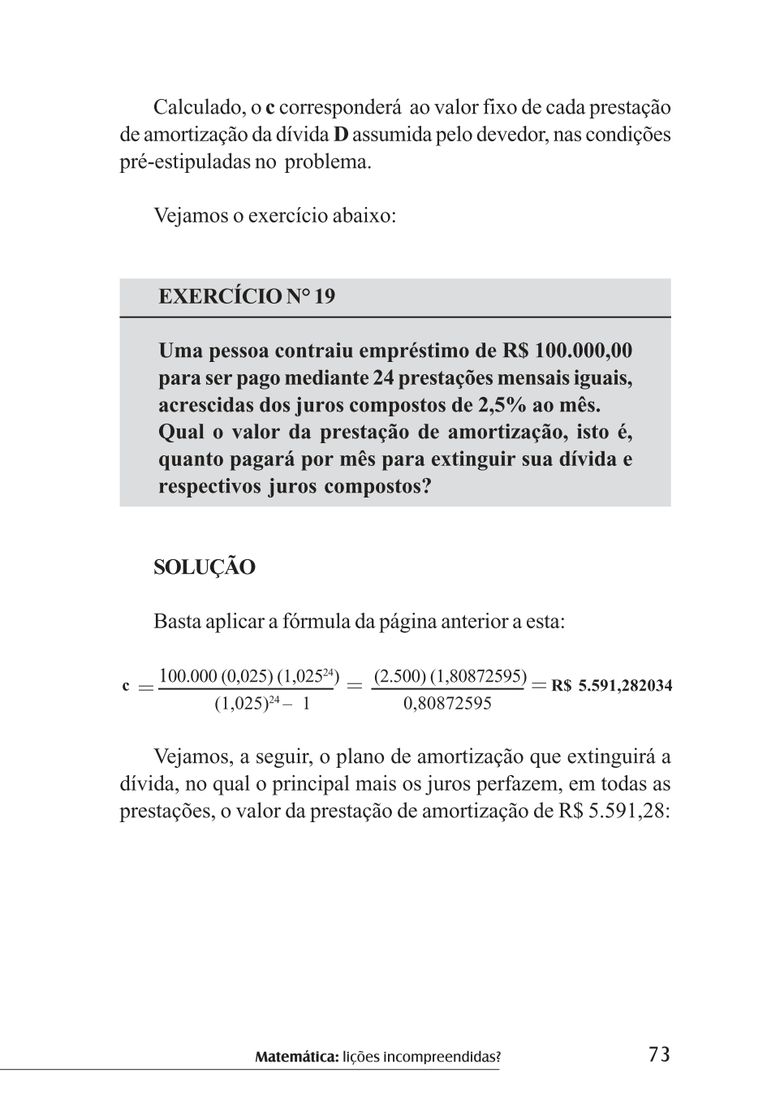 Calculado, o c corresponderá ao valor fixo de cada prestação
de amortização da dívida D assumida pelo devedor, nas condições
pré-estipuladas no problema.
Vejamos o exercício abaixo:
EXERCÍCIO N° 19
Uma pessoa contraiu empréstimo de R$ 100.000,00
para ser pago mediante 24 prestações mensais iguais,
acrescidas dos juros compostos de 2,5% ao mês.
Qual o valor da prestação de amortização, isto é,
quanto pagará por mês para extinguir sua dívida e
respectivos juros compostos?
SOLUÇÃO
Basta aplicar a fórmula da página anterior a esta:
c = 100.000 (0,025) (1,025²⁴) / (1,025)²⁴ – 1 = (2.500) (1,80872595) / 0,80872595 = R$ 5.591,282034
Vejamos, a seguir, o plano de amortização que extinguirá a
dívida, no qual o principal mais os juros perfazem, em todas as
prestações, o valor da prestação de amortização de R$ 5.591,28:
Matemática: lições incompreendidas? 73